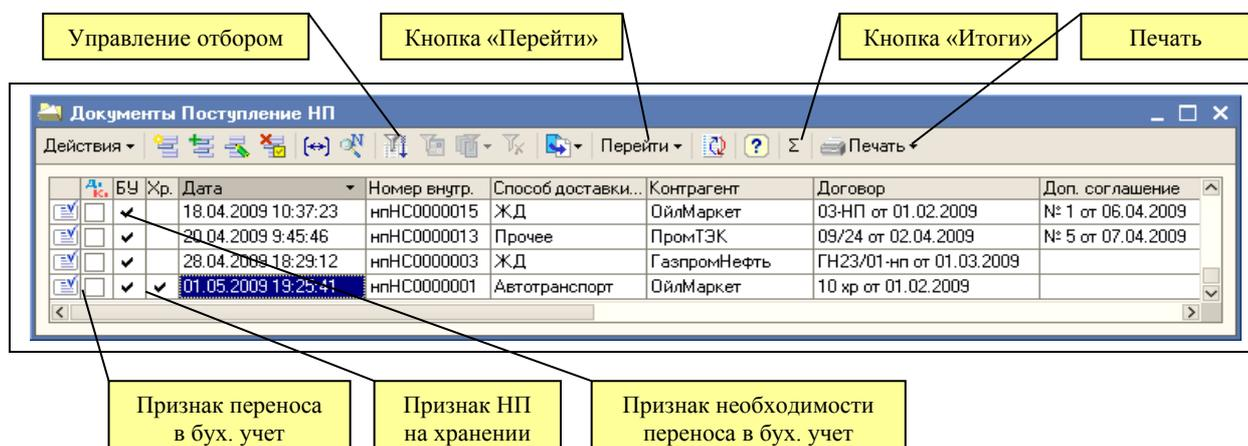 Управление отбором
Кнопка «Перейти»
Кнопка «Итоги»
Печать
Документы Поступление НП
Действия Перейти ? Σ Печать
Дт Кт БУ Хр. Дата Номер внутр. Способ доставки... Контрагент Договор Доп. соглашение
18.04.2009 10:37:23 нпНС0000015 ЖД ОйлМаркет 03-НП от 01.02.2009 № 1 от 06.04.2009
20.04.2009 9:45:46 нпНС0000013 Прочее ПромТЭК 09/24 от 02.04.2009 № 5 от 07.04.2009
28.04.2009 18:29:12 нпНС0000003 ЖД ГазпромНефть ГН23/01-нп от 01.03.2009
01.05.2009 19:25:41 нпНС0000001 Автотранспорт ОйлМаркет 10 хр от 01.02.2009
Признак переноса
в бух. учет
Признак НП
на хранении
Признак необходимости
переноса в бух. учет